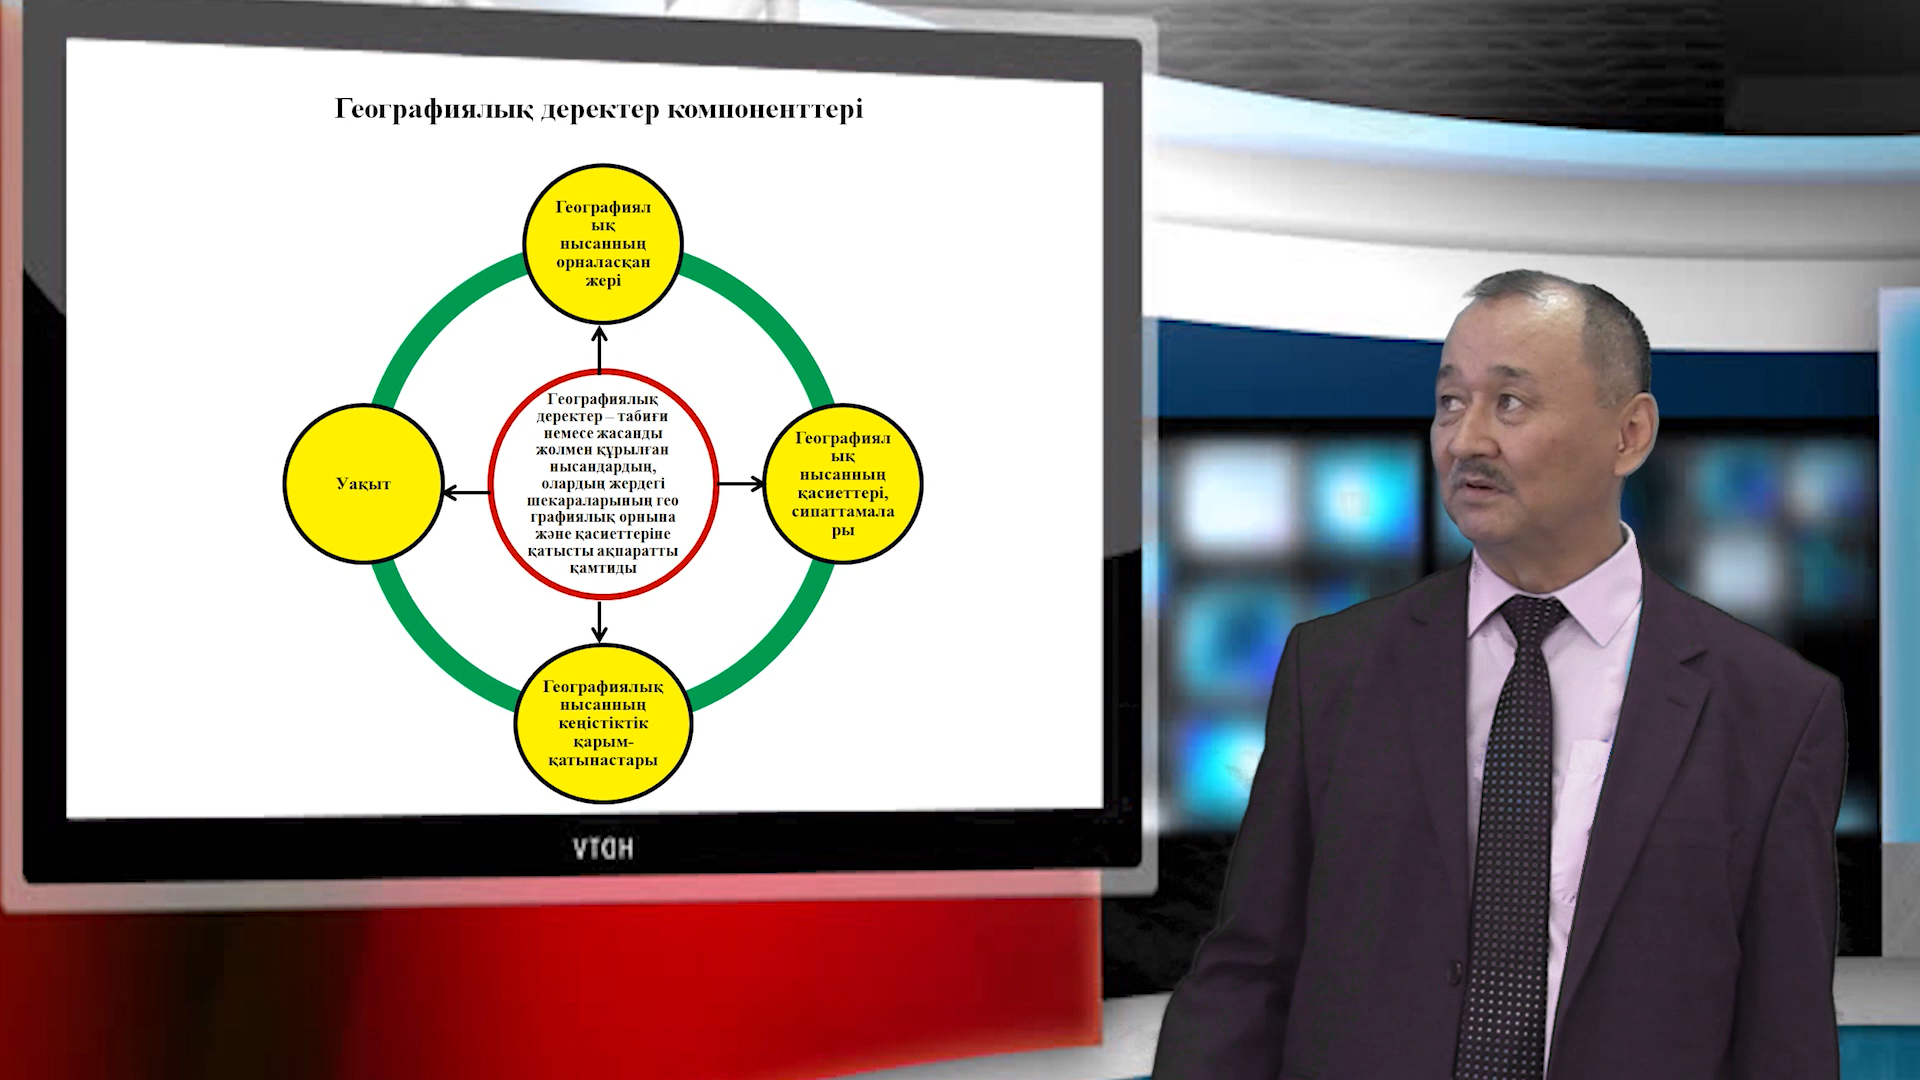 Географиялық деректер компоненттері
Географиял
ық
нысанның
орналасқан
жері
Уақыт
Географиялық
деректер – табиғи
немесе жасанды
жолмен құрылған
нысандардың,
олардың жердегі
шекараларының гео
графиялық орнына
және қасиеттеріне
қатысты ақпаратты
қамтиды
Географиял
ық
нысанның
қасиеттері,
сипаттамала
ры
Географиялық
нысанның
кеңістіктік
қарым-
қатынастары
HDTV